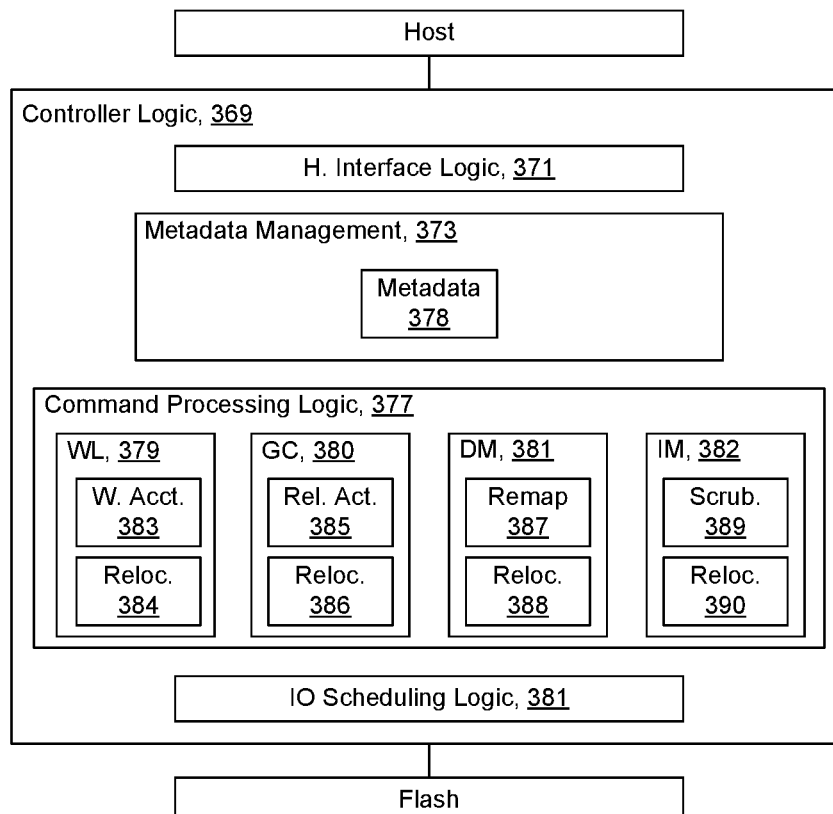 Host
Controller Logic, 369
H. Interface Logic, 371
Metadata Management, 373
Metadata
378
Command Processing Logic, 377
WL, 379
W. Acct.
383
Reloc.
384
GC, 380
Rel. Act.
385
Reloc.
386
DM, 381
Remap
387
Reloc.
388
IM, 382
Scrub.
389
Reloc.
390
IO Scheduling Logic, 381
Flash